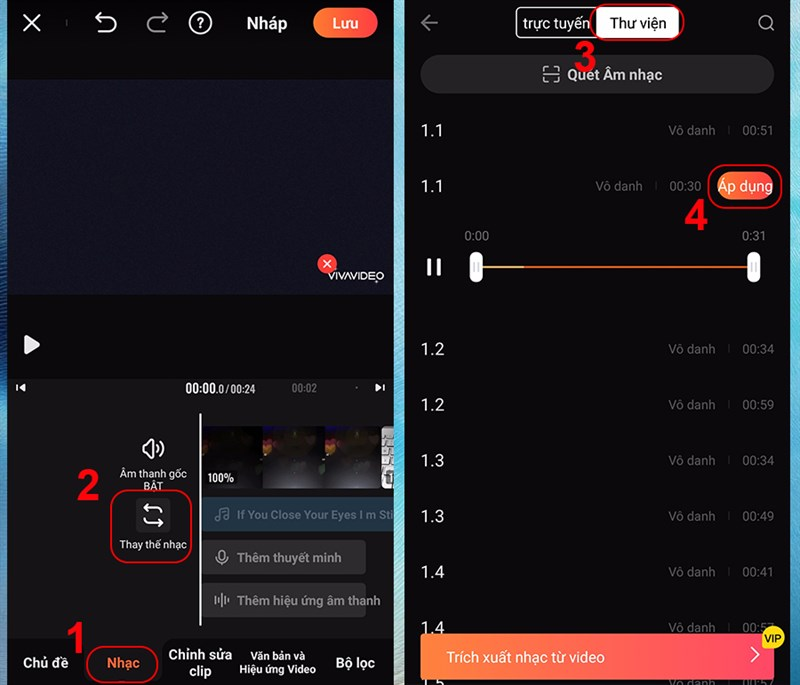 Nháp
Lưu
VIVAVIDEO
00:00.0 / 00:24
00:02
Âm thanh gốc
BẬT
100%
2
If You Close Your Eyes I m Sti
Thay thế nhạc
Thêm thuyết minh
Thêm hiệu ứng âm thanh
1
Chủ đề
Nhạc
Chỉnh sửa
clip
Văn bản và
Hiệu ứng Video
Bộ lọc
trực tuyến
Thư viện
3
Quét Âm nhạc
1.1 Vô danh 00:51
1.1 Vô danh 00:30 Áp dụng
4
0:00 0:31
1.2 Vô danh 00:34
1.2 Vô danh 00:59
1.3 Vô danh 00:34
1.3 Vô danh 00:49
1.4 Vô danh 00:41
1.4 Vô danh
VIP
Trích xuất nhạc từ video